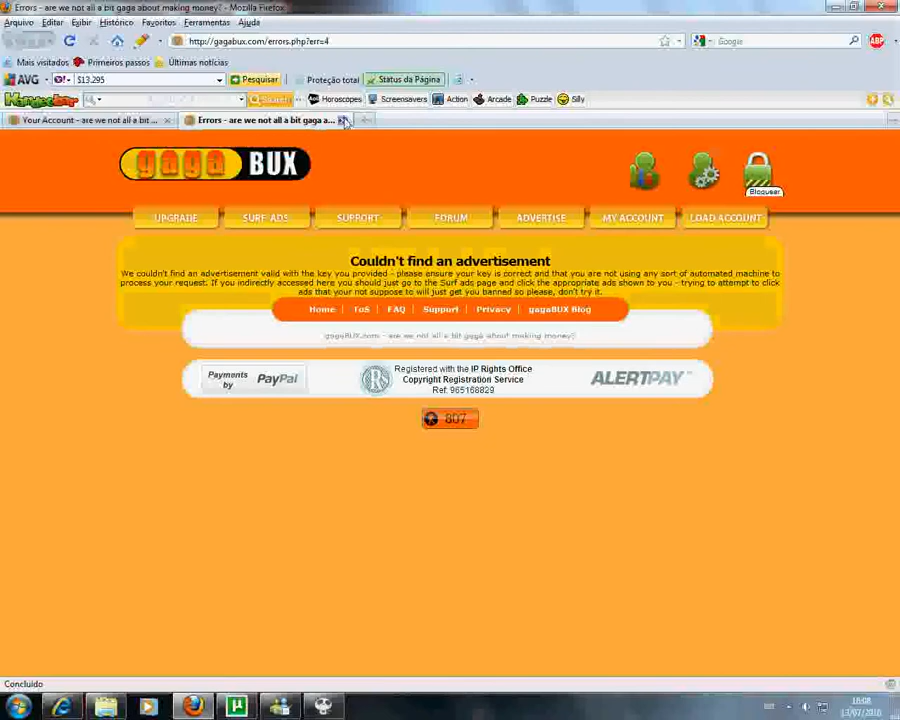 Errors - are we not all a bit gaga about making money? - Mozilla Firefox
Arquivo Editar Exibir Histórico Favoritos Ferramentas Ajuda
http://gagabux.com/errors.php?err=4
Google
ABP
Mais visitados Primeiros passos Últimas notícias
AVG $13.295 Pesquisar Proteção total Status da Página
Search Horoscopes Screensavers Action Arcade Puzzle Silly
Your Account - are we not all a bit ... Errors - are we not all a bit gaga a...
gaga BUX
Bloquear
UPGRADE SURF ADS SUPPORT FORUM ADVERTISE MY ACCOUNT LOAD ACCOUNT
Couldn't find an advertisement
We couldn't find an advertisement valid with the key you provided - please ensure your key is correct and that you are not using any sort of automated machine to
process your request. If you indirectly accessed here you should just go to the Surf ads page and click the appropriate ads shown to you - trying to attempt to click
ads that your not suppose to will just get you banned so please, don't try it.
Home | ToS | FAQ | Support | Privacy | gagaBUX Blog
gagaBUX.com - are we not all a bit gaga about making money?
Payments by PayPal
Registered with the IP Rights Office
Copyright Registration Service
Ref: 965168829
ALERTPAY
807
Concluído
13/07/2010